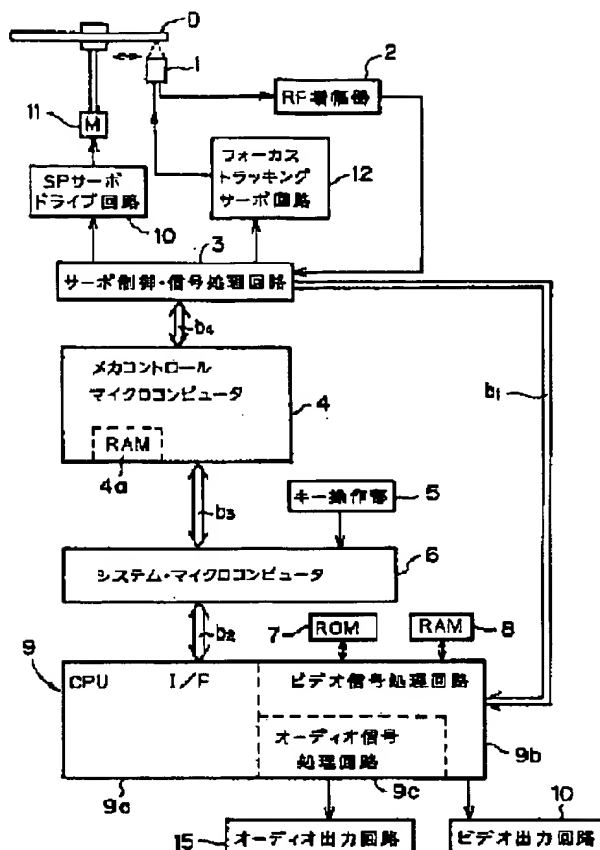 D
1
2
RF増幅器
11
M
SPサーボ
ドライブ回路
10
フォーカス
トラッキング
サーボ回路
12
3
サーボ制御・信号処理回路
b4
b1
メカコントロール
マイクロコンピュータ
4
RAM
4a
b3
キー操作部
5
システム・マイクロコンピュータ
6
b2
7
ROM
RAM
8
9
CPU
I/F
ビデオ信号処理回路
オーディオ信号
処理回路
9b
9a
9c
15
オーディオ出力回路
10
ビデオ出力回路